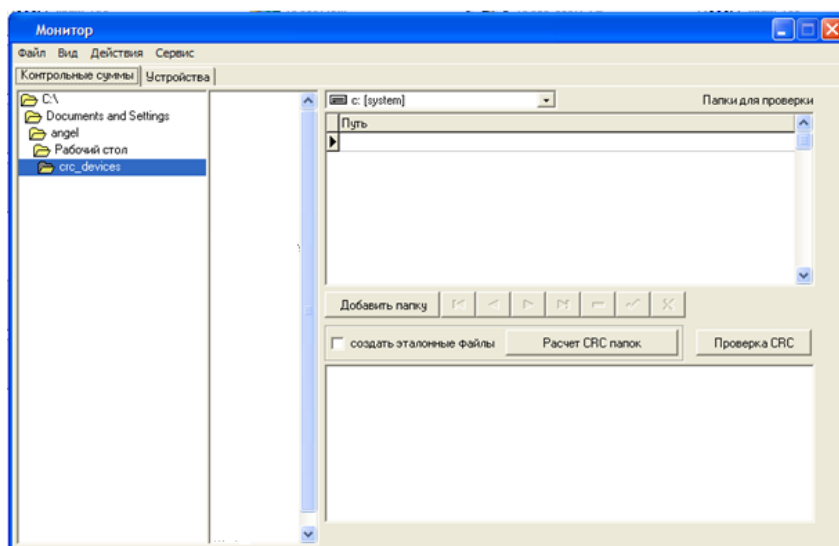 Монитор
Файл Вид Действия Сервис
Контрольные суммы Устройства
C:\
Documents and Settings
angel
Рабочий стол
crc_devices
c: [system]
Папки для проверки
Путь
Добавить папку
создать эталонные файлы
Расчет CRC папок
Проверка CRC